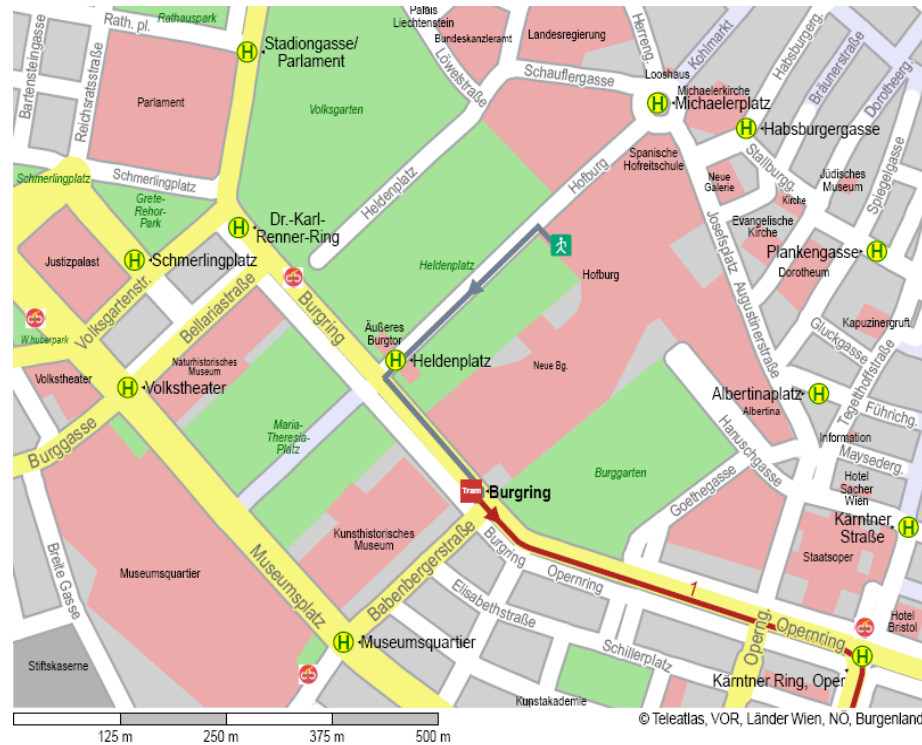 Rath. pl.
Rathauspark
Palais
Liechtenstein
Bundeskanzleramt
Landesregierung
Herreng.
Kohlmarkt
Habsburgerg.
Bräunerstraße
Dorotheerg.
Bartensteingasse
Reichsratsstraße
Stadiongasse/
Parlament
Löwelstraße
Schauflergasse
Looshaus
Michaelerkirche
Michaelerplatz
Habsburgergasse
Parlament
Volksgarten
Spanische
Hofreitschule
Stallburgg.
Jüdisches
Museum
Spiegelgasse
Schmerlingplatz
Schmerlingplatz
Grete-
Rehor-
Park
Heldenplatz
Hofburg
Neue
Galerie
Kirche
Evangelische
Kirche
Dr.-Karl-
Renner-Ring
Justizpalast
Schmerlingplatz
Heldenplatz
Hofburg
Josefsplatz
Dorotheum
Plankengasse
Volksgartenstr.
Bellariastraße
Burgring
Augustinerstraße
Kapuzinergruft
Gluckgasse
W.huberpark
Äußeres
Burgtor
Heldenplatz
Neue Bg.
Volkstheater
Naturhistorisches
Museum
Volkstheater
Albertinaplatz
Albertina
Tegetthoffstraße
Führichg.
Burggasse
Maria-
Theresia-
Platz
Burggarten
Hanuschgasse
Goethegasse
Information
Maysederg.
Hotel
Sacher
Wien
Tram
Burgring
Kärntner
Straße
Kunsthistorisches
Museum
Babenbergerstraße
Burgring
Opernring
Staatsoper
Breite Gasse
Museumsquartier
Museumsplatz
Elisabethstraße
1
Operng.
Opernring
Hotel
Bristol
Museumsquartier
Schillerplatz
Stiftskaserne
Kärntner Ring, Oper
Kunstakademie
© Teleatlas, VOR, Länder Wien, NÖ, Burgenland
125 m 250 m 375 m 500 m